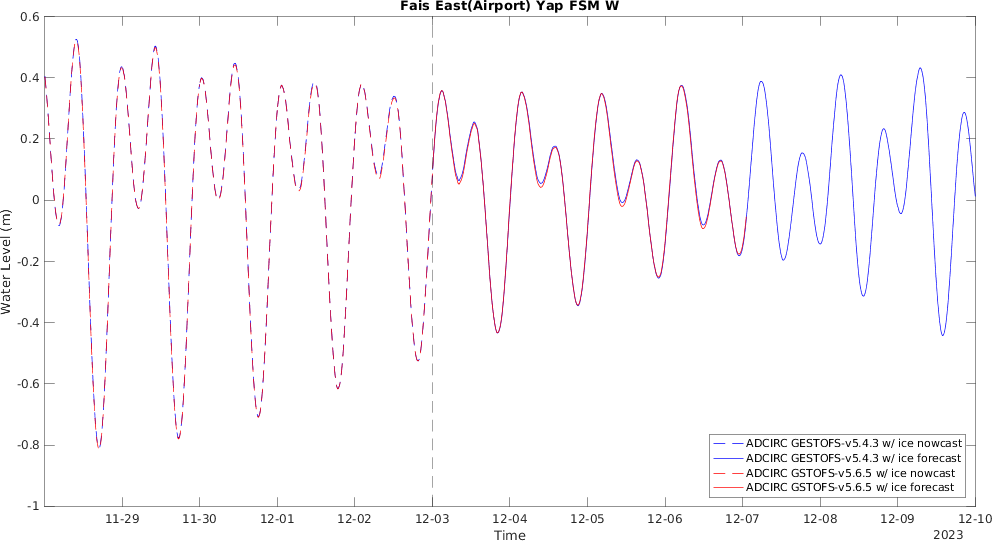 Fais East(Airport) Yap FSM W
0.6
0.4
0.2
0
-0.2
-0.4
-0.6
-0.8
-1
Water Level (m)
ADCIRC GESTOFS-v5.4.3 w/ ice nowcast
ADCIRC GESTOFS-v5.4.3 w/ ice forecast
ADCIRC GSTOFS-v5.6.5 w/ ice nowcast
ADCIRC GSTOFS-v5.6.5 w/ ice forecast
11-29 11-30 12-01 12-02 12-03 12-04 12-05 12-06 12-07 12-08 12-09 12-10
Time
2023